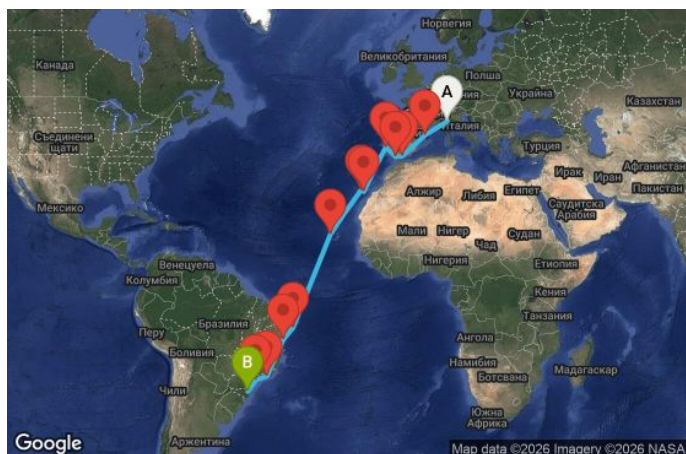 Норвегия
Канада
Великобритания
Полша
A
ания
Украйна
Казахстан
Италия
Съединени
щати
Турция
Ирак
Афганистан
Иран
Пакистан
Алжир
Либия
Египет
Саудитска
Арабия
Мексико
Мали
Нигер
Судан
Чад
Венецуела
Нигерия
Етиопия
Колумбия
Кения
Бразилия
Танзания
Перу
Ангола
Боливия
B
Намибия
Ботсвана
Мадагаскар
Чили
Южна
Африка
Аржентина
Google
Map data ©2026 Imagery ©2026 NASA